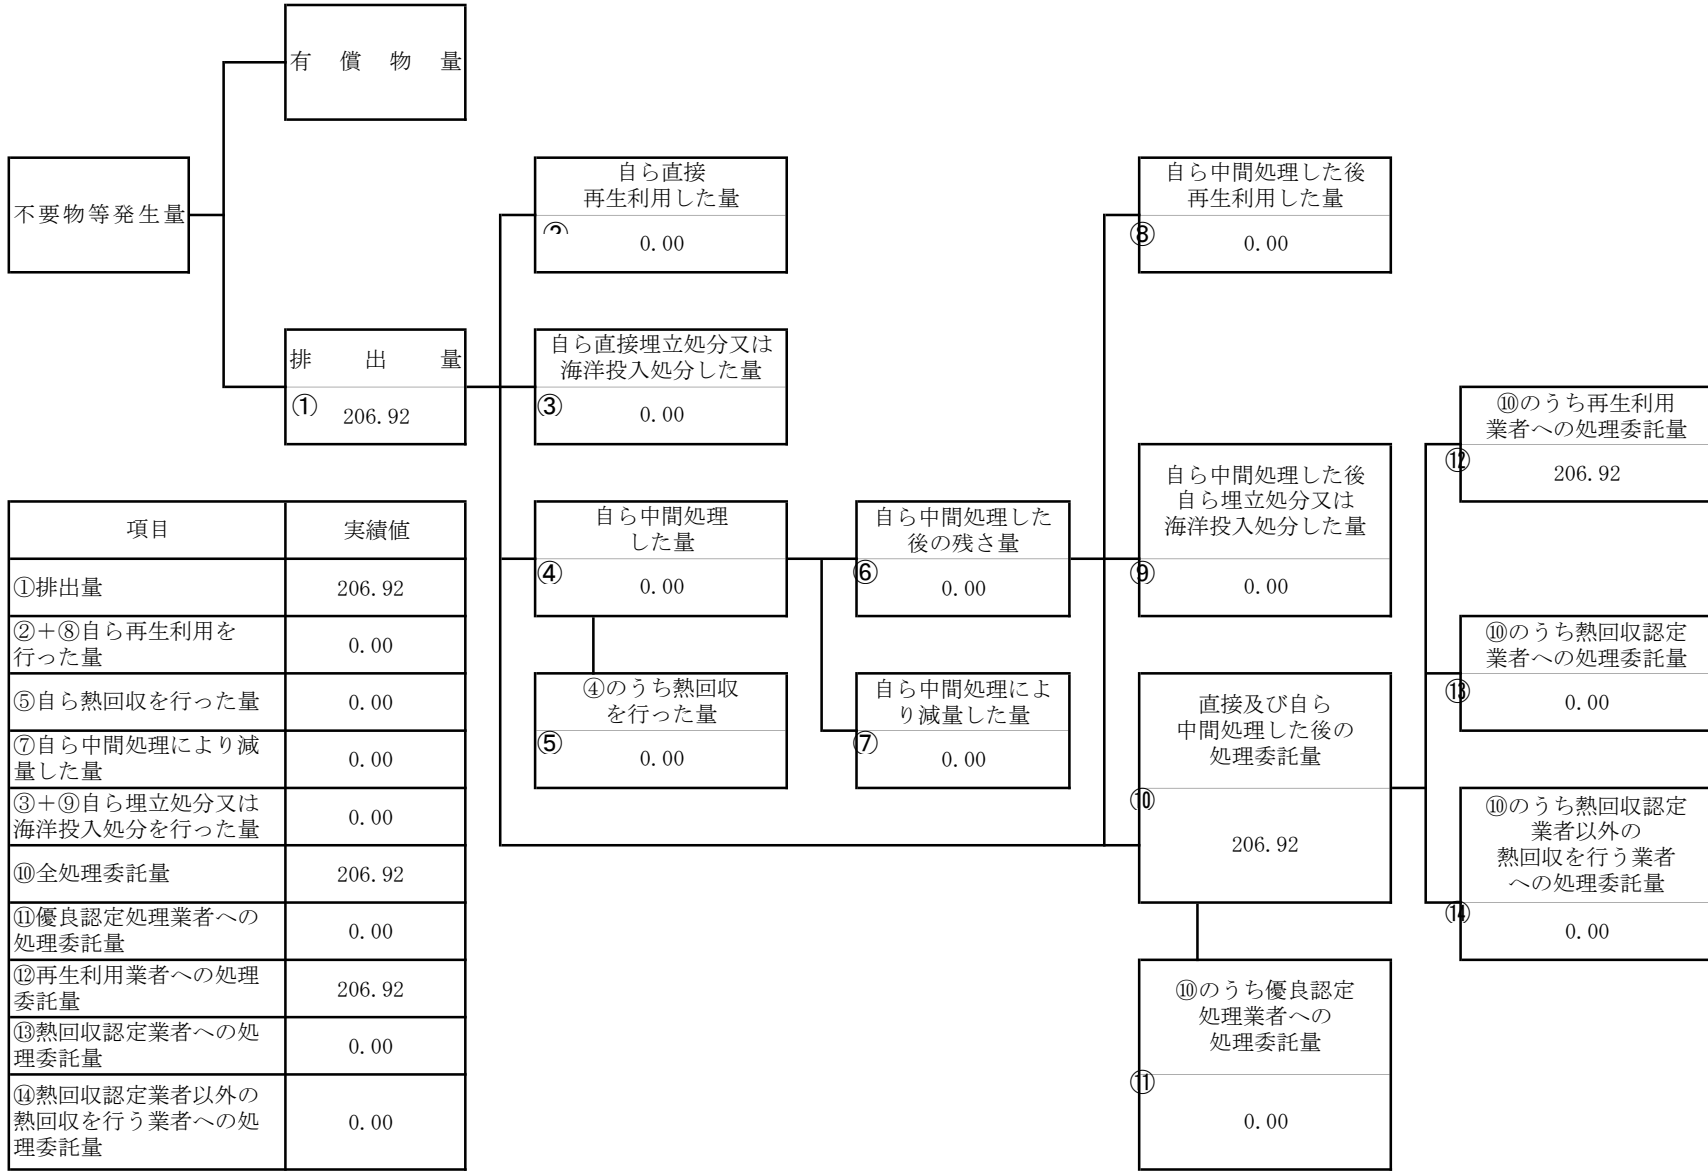 有償物量
不要物等発生量
排出量
①
206.92
自ら直接
再生利用した量
②
0.00
自ら直接埋立処分又は
海洋投入処分した量
③
0.00
自ら中間処理
した量
④
0.00
④のうち熱回収
を行った量
⑤
0.00
自ら中間処理した
後の残さ量
⑥
0.00
自ら中間処理によ
り減量した量
⑦
0.00
自ら中間処理した後
再生利用した量
⑧
0.00
自ら中間処理した後
自ら埋立処分又は
海洋投入処分した量
⑨
0.00
直接及び自ら
中間処理した後の
処理委託量
⑩
206.92
⑩のうち優良認定
処理業者への
処理委託量
⑪
0.00
⑩のうち再生利用
業者への処理委託量
⑫
206.92
⑩のうち熱回収認定
業者への処理委託量
⑬
0.00
⑩のうち熱回収認定
業者以外の
熱回収を行う業者
への処理委託量
⑭
0.00
項目 実績値
①排出量 206.92
②+⑧自ら再生利用を
行った量 0.00
⑤自ら熱回収を行った量 0.00
⑦自ら中間処理により減
量した量 0.00
③+⑨自ら埋立処分又は
海洋投入処分を行った量 0.00
⑩全処理委託量 206.92
⑪優良認定処理業者への
処理委託量 0.00
⑫再生利用業者への処理
委託量 206.92
⑬熱回収認定業者への処
理委託量 0.00
⑭熱回収認定業者以外の
熱回収を行う業者への処
理委託量 0.00